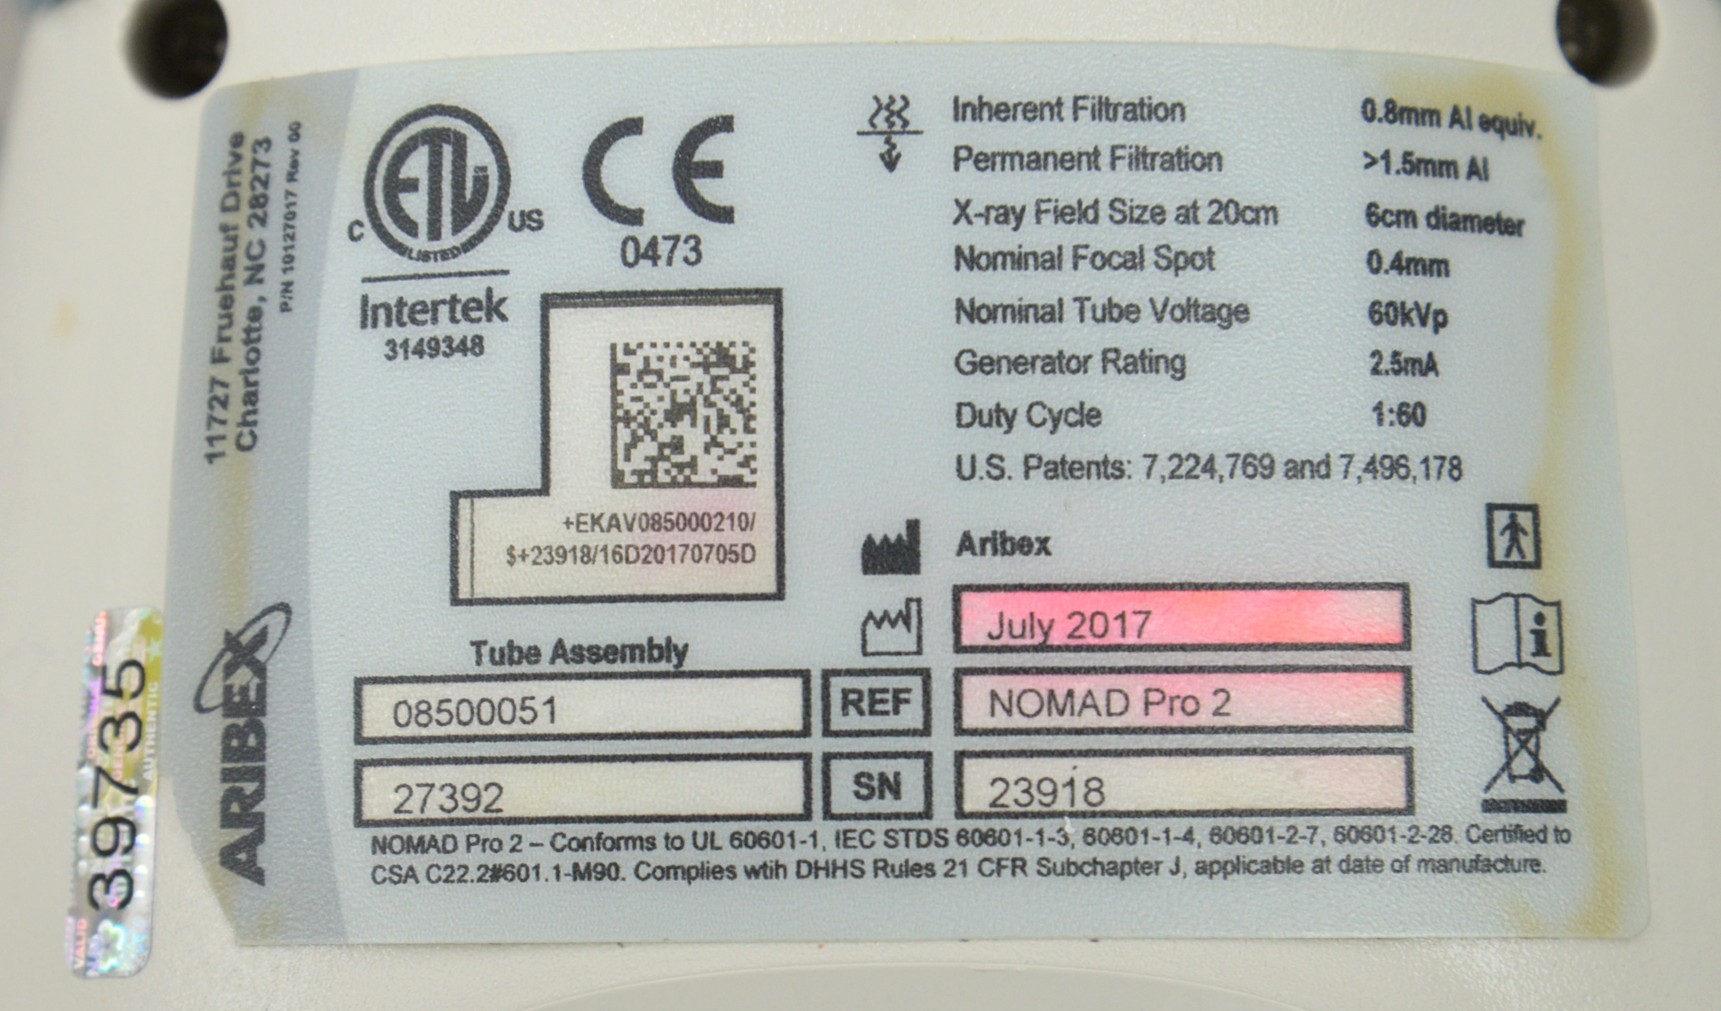 11727 Fruehauf Drive
Charlotte, NC 28273
P/N 10127017 Rev 00
ARIBEX
C ETL US
LISTED
Intertek
3149348
CE
0473
+EKAV085000210/
$+23918/16D20170705D
Inherent Filtration 0.8mm Al equiv.
Permanent Filtration >1.5mm Al
X-ray Field Size at 20cm 6cm diameter
Nominal Focal Spot 0.4mm
Nominal Tube Voltage 60kVp
Generator Rating 2.5mA
Duty Cycle 1:60
U.S. Patents: 7,224,769 and 7,496,178
Aribex
July 2017
Tube Assembly
08500051 REF NOMAD Pro 2
27392 SN 23918
NOMAD Pro 2 – Conforms to UL 60601-1, IEC STDS 60601-1-3, 60601-1-4, 60601-2-7, 60601-2-28. Certified to
CSA C22.2#601.1-M90. Complies wtih DHHS Rules 21 CFR Subchapter J, applicable at date of manufacture.
39735
AUTHENTIC
VALID